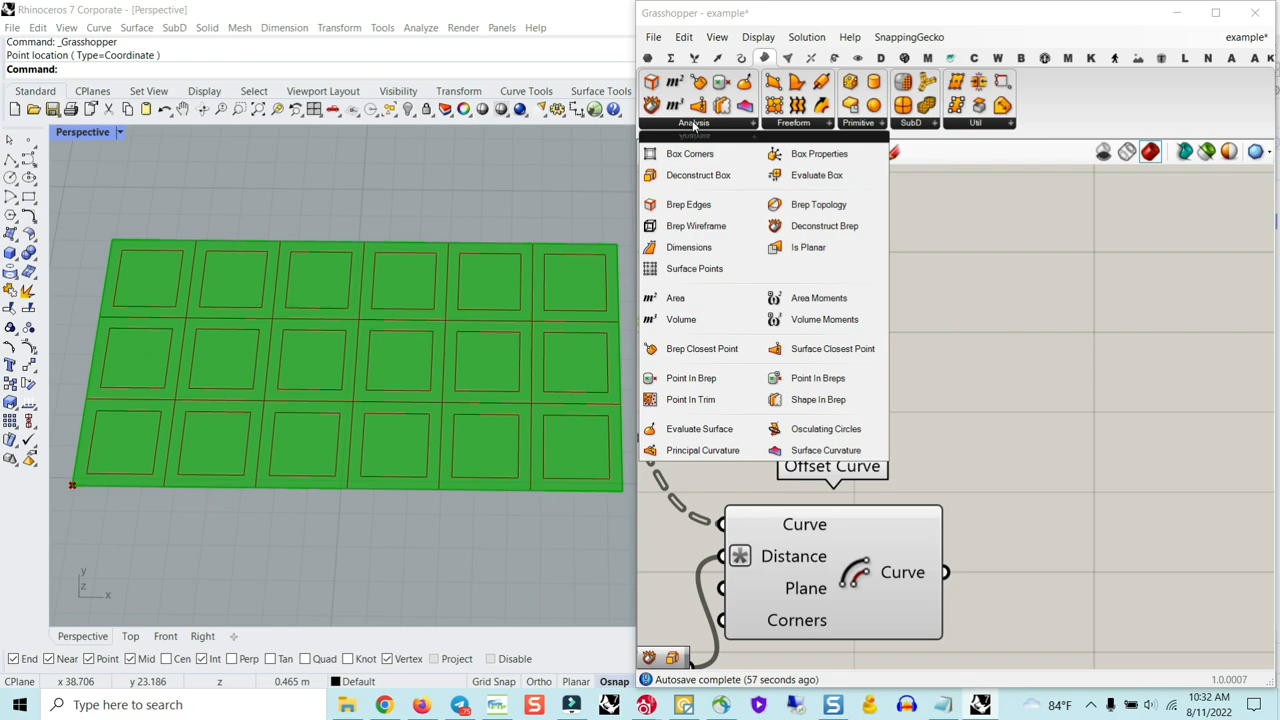 Rhinoceros 7 Corporate - [Perspective]
File Edit View Curve Surface SubD Solid Mesh Dimension Transform Tools Analyze Render Panels Help
Command: _Grasshopper
Point location ( Type=Coordinate )
Command:
Standard CPlanes Set View Display Select Viewport Layout Visibility Transform Curve Tools Surface Tools
Perspective
y
z x
Perspective Top Front Right
End Near Point Mid Cen Int Perp Tan Quad Knot Vertex Project Disable
CPlane x 38.706 y 23.186 z 0.465 m Default Grid Snap Ortho Planar Osnap
Grasshopper - example*
File Edit View Display Solution Help SnappingGecko example*
D C W B M K L N A A K
Analysis Freeform Primitive SubD Util
Analysis
Box Corners Box Properties
Deconstruct Box Evaluate Box
Brep Edges Brep Topology
Brep Wireframe Deconstruct Brep
Dimensions Is Planar
Surface Points
m² Area Area Moments
m³ Volume Volume Moments
Brep Closest Point Surface Closest Point
Point In Brep Point In Breps
Point In Trim Shape In Brep
Evaluate Surface Osculating Circles
Principal Curvature Surface Curvature
Offset Curve
Curve
Distance
Plane
Corners
Curve
Autosave complete (57 seconds ago) 1.0.0007
Type here to search
84°F
10:32 AM
8/11/2022